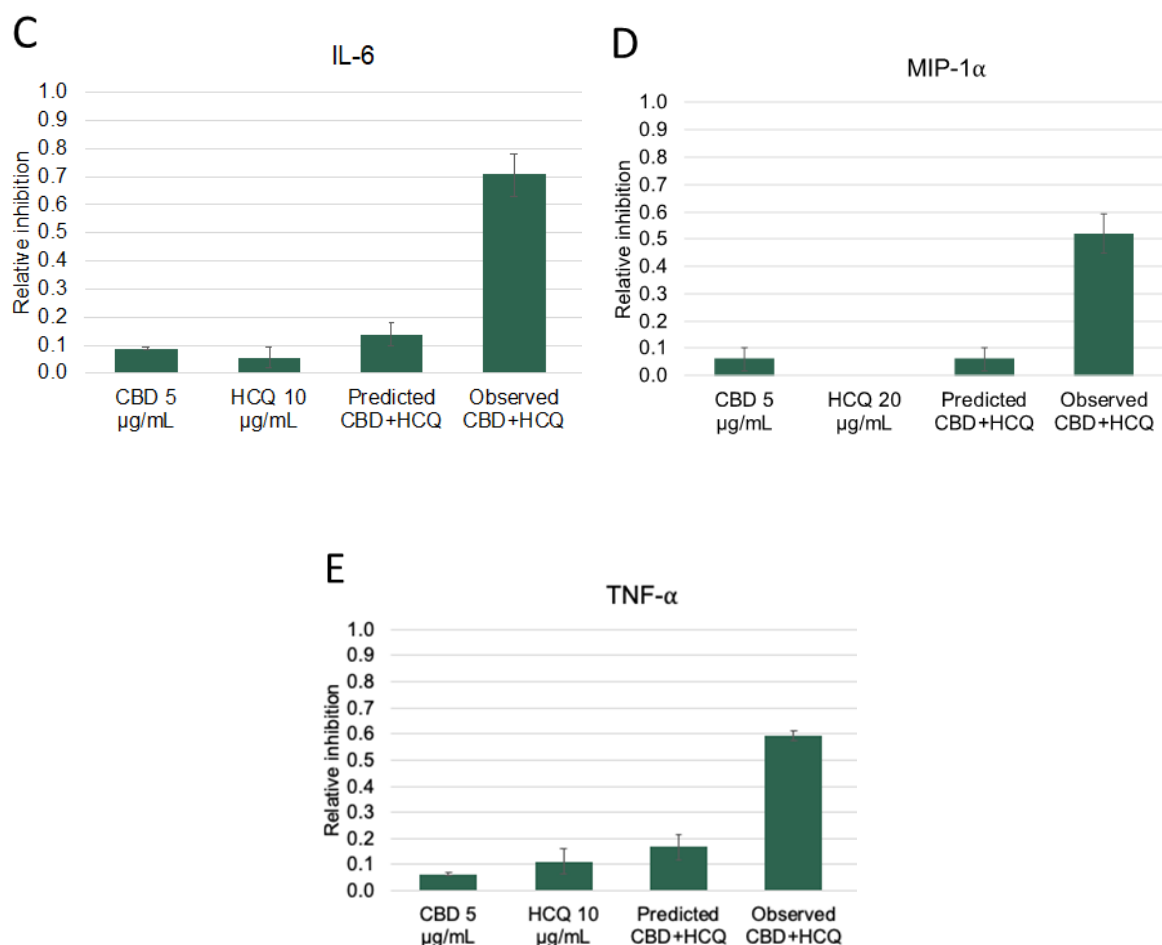 C
IL-6
Relative inhibition
1.0
0.9
0.8
0.7
0.6
0.5
0.4
0.3
0.2
0.1
0.0
CBD 5 HCQ 10 Predicted Observed
µg/mL µg/mL CBD+HCQ CBD+HCQ
D
MIP-1α
Relative inhibition
1.0
0.9
0.8
0.7
0.6
0.5
0.4
0.3
0.2
0.1
0.0
CBD 5 HCQ 20 Predicted Observed
µg/mL µg/mL CBD+HCQ CBD+HCQ
E
TNF-α
Relative inhibition
1.0
0.9
0.8
0.7
0.6
0.5
0.4
0.3
0.2
0.1
0.0
CBD 5 HCQ 10 Predicted Observed
µg/mL µg/mL CBD+HCQ CBD+HCQ